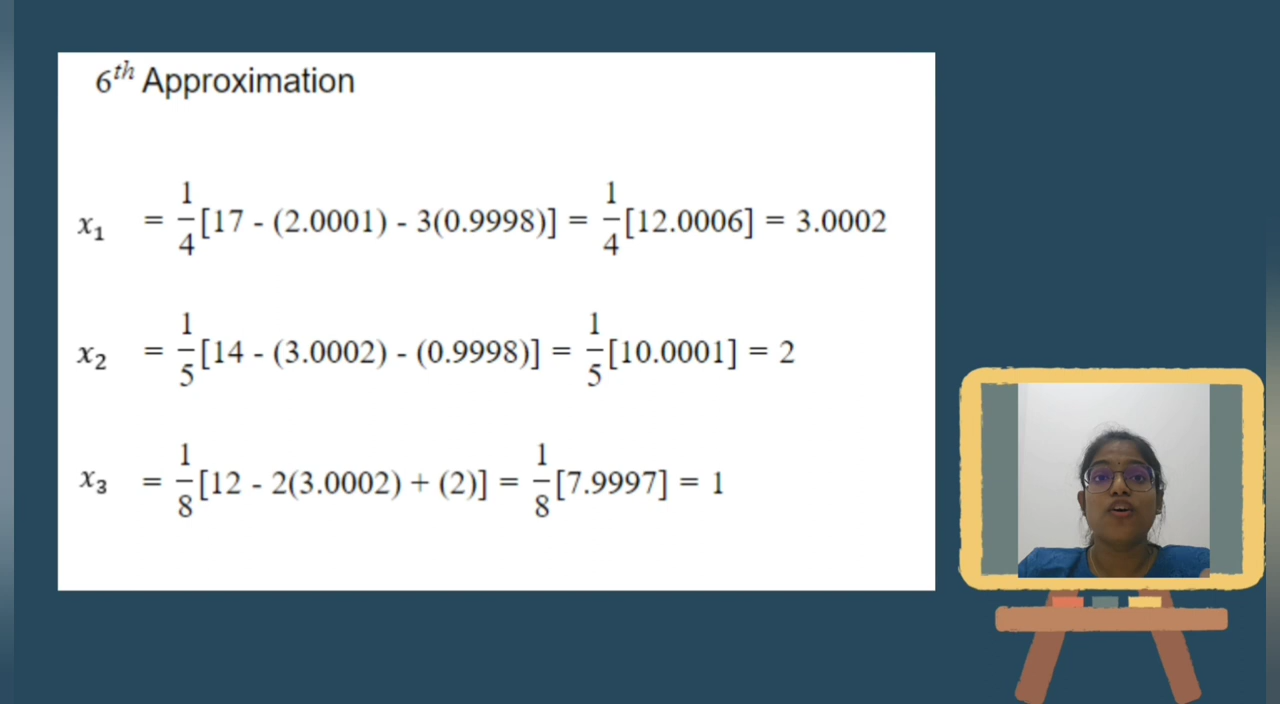 6th Approximation
x₁ = 1/4[17 - (2.0001) - 3(0.9998)] = 1/4[12.0006] = 3.0002
x₂ = 1/5[14 - (3.0002) - (0.9998)] = 1/5[10.0001] = 2
x₃ = 1/8[12 - 2(3.0002) + (2)] = 1/8[7.9997] = 1